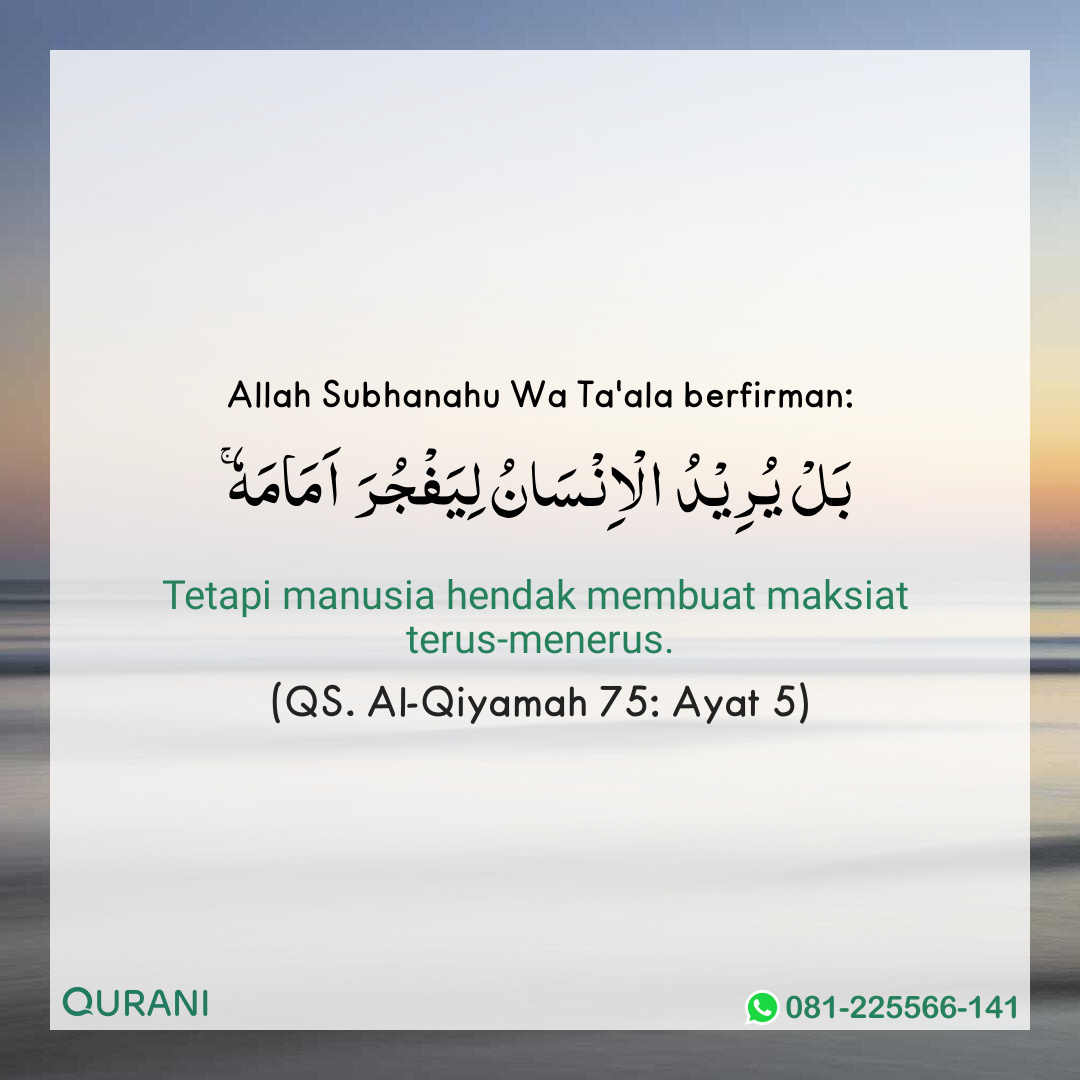 Allah Subhanahu Wa Ta'ala berfirman:
بَلْ يُرِيْدُ الْاِنْسَانُ لِيَفْجُرَ اَمَامَهٗۚ
Tetapi manusia hendak membuat maksiat
terus-menerus.
(QS. Al-Qiyamah 75: Ayat 5)
QURANI
081-225566-141